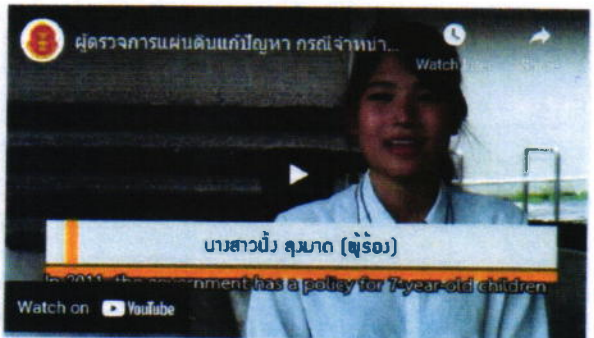 ผู้ตรวจการแผ่นดินแก้ปัญหา กรณีจำหน่า...
Watch Later
Share
นางสาวนึ้ง ลุงมาด (ผู้ร้อง)
In 2011, the government has a policy for 7-year-old children
Watch on YouTube